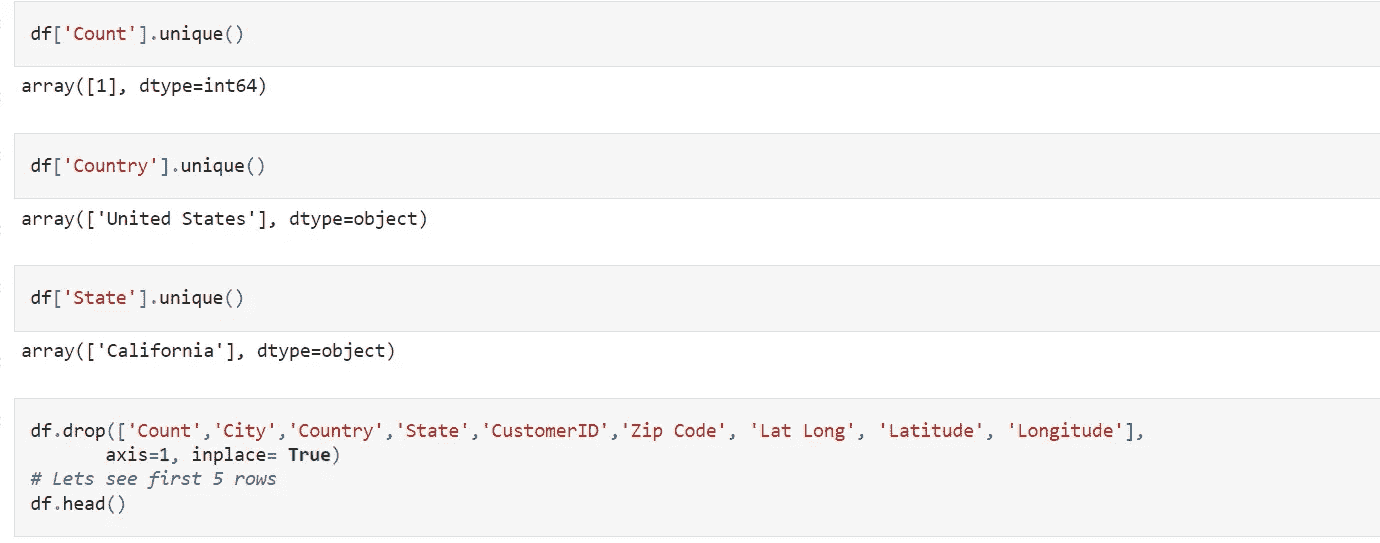 df['Count'].unique()
array([1], dtype=int64)
df['Country'].unique()
array(['United States'], dtype=object)
df['State'].unique()
array(['California'], dtype=object)
df.drop(['Count','City','Country','State','CustomerID','Zip Code', 'Lat Long', 'Latitude', 'Longitude'],
axis=1, inplace= True)
# Lets see first 5 rows
df.head()